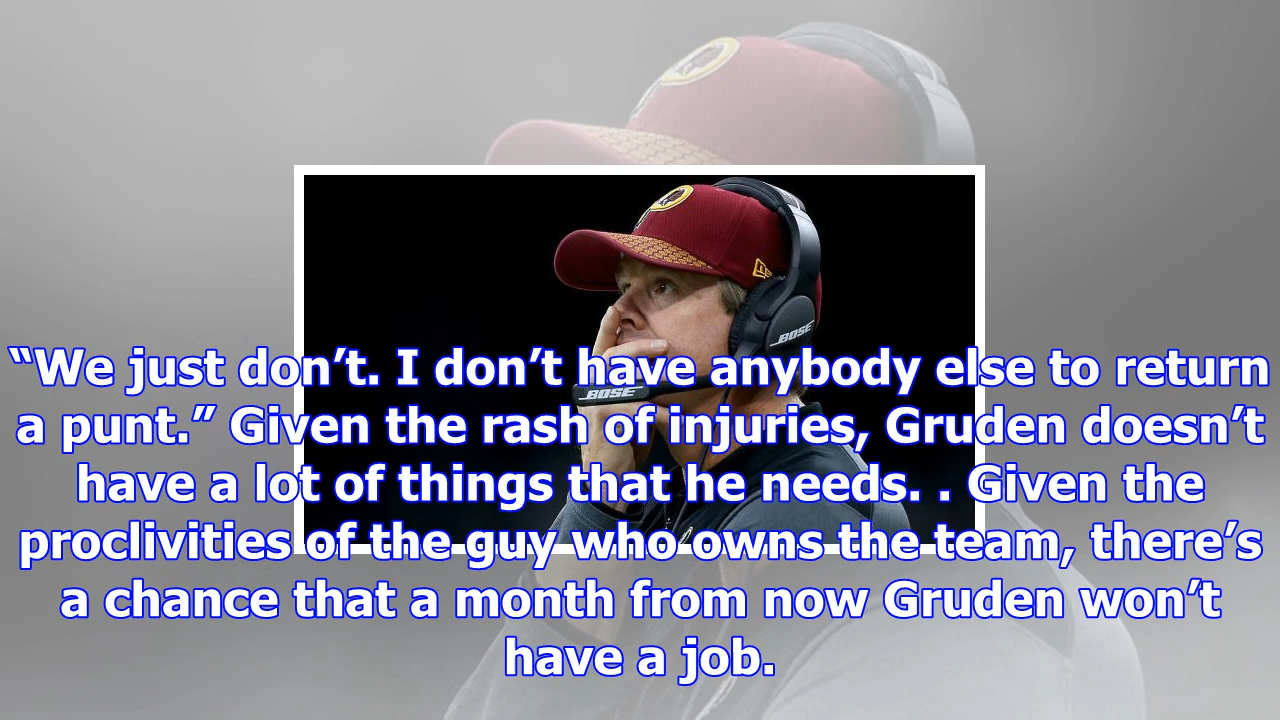 BOSE
BOSE
“We just don’t. I don’t have anybody else to return
a punt.” Given the rash of injuries, Gruden doesn’t
have a lot of things that he needs. . Given the
proclivities of the guy who owns the team, there’s
a chance that a month from now Gruden won’t
have a job.